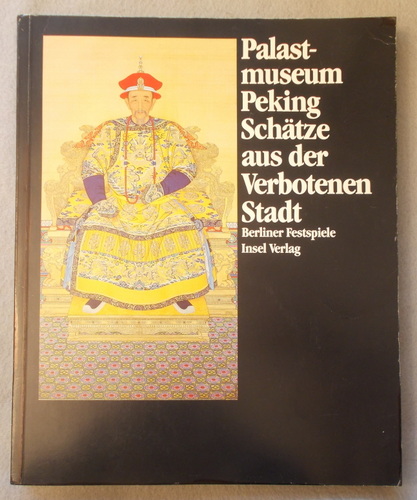 Palast-
museum
Peking
Schätze
aus der
Verbotenen
Stadt
Berliner Festspiele
Insel Verlag